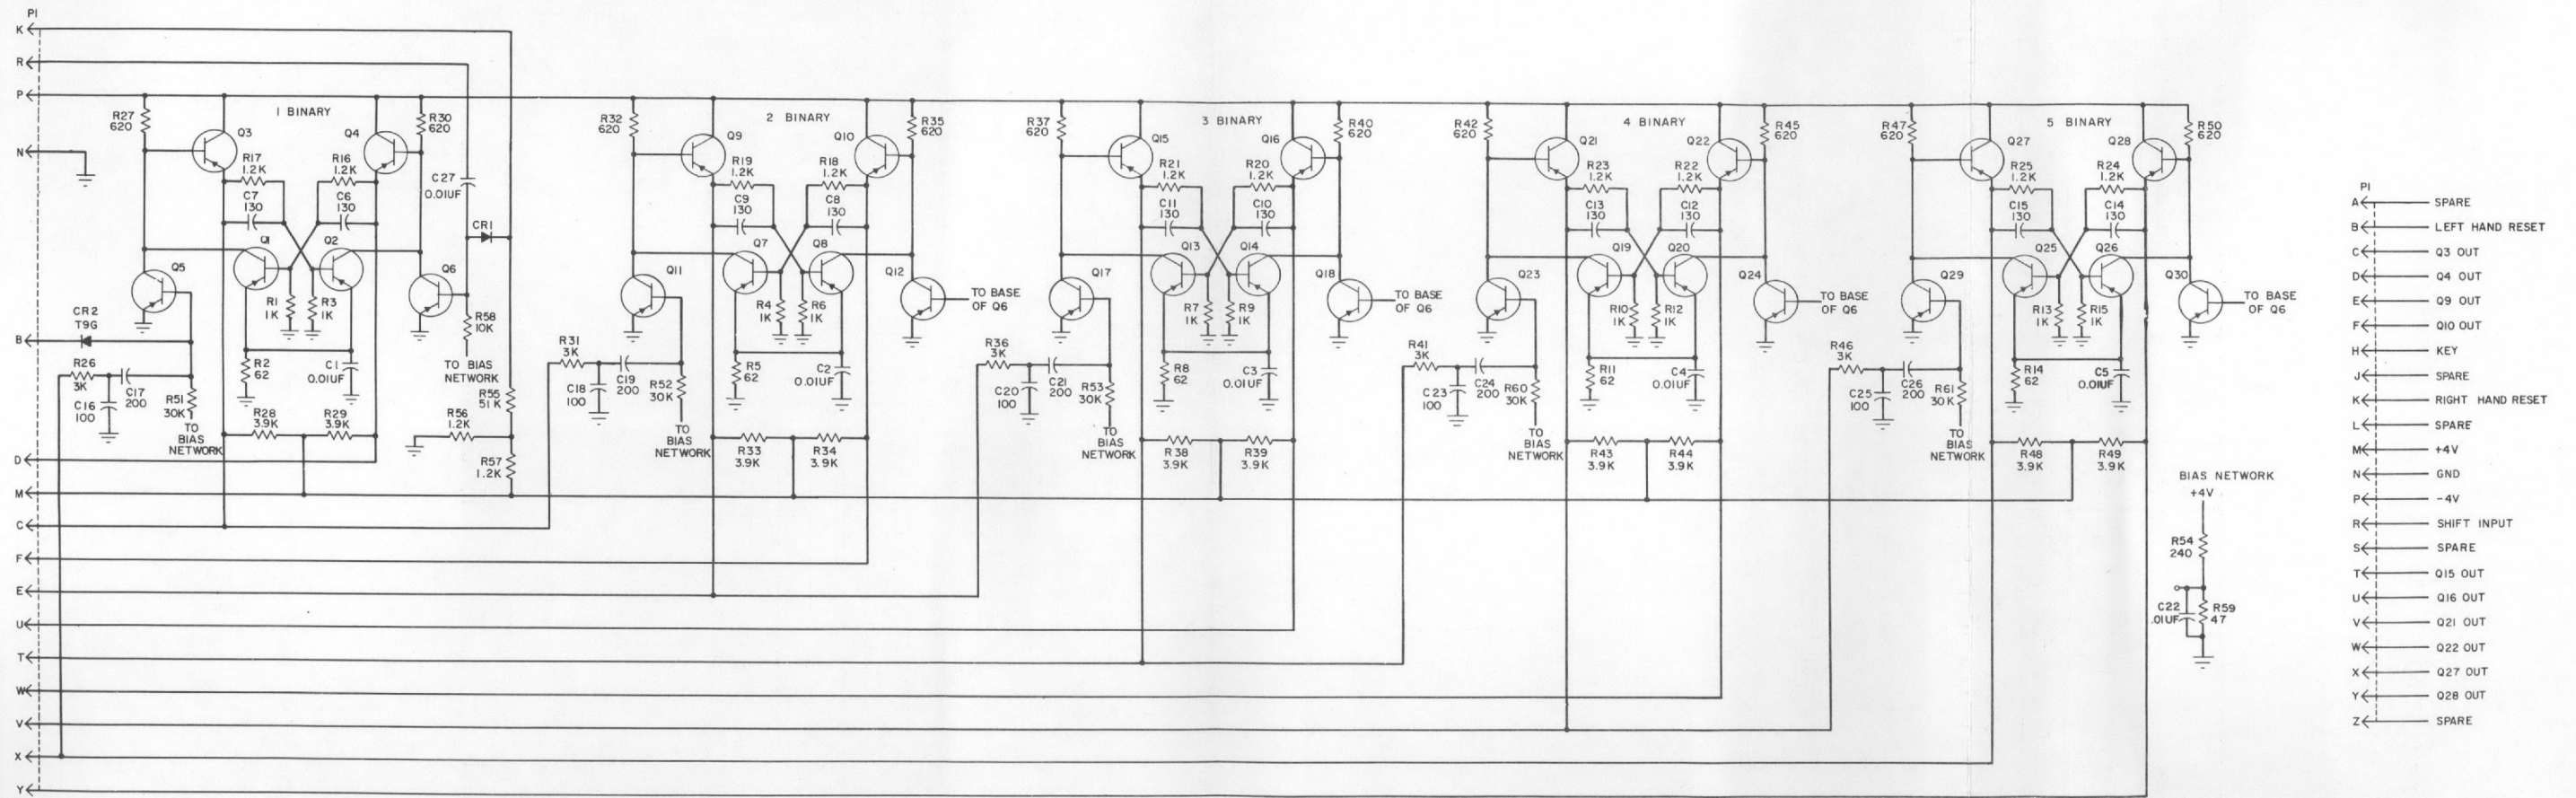 P1
K
R
P
N
B
D
M
C
F
E
U
T
W
V
X
Y
1 BINARY
R27
620
Q3
Q4
R30
620
R17
1.2K
R16
1.2K
C7
130
C6
130
C27
0.01UF
CR1
Q1
Q2
Q5
Q6
R1
1K
R3
1K
R58
10K
TO BIAS
NETWORK
CR2
T9G
R26
3K
C17
200
C16
100
R51
30K
TO
BIAS
NETWORK
R2
62
C1
0.01UF
R28
3.9K
R29
3.9K
R55
51K
R56
1.2K
R57
1.2K
2 BINARY
R32
620
Q9
Q10
R35
620
R19
1.2K
R18
1.2K
C9
130
C8
130
Q7
Q8
Q11
Q12
TO BASE
OF Q6
R4
1K
R6
1K
R31
3K
C18
100
C19
200
R52
30K
TO
BIAS
NETWORK
R5
62
C2
0.01UF
R33
3.9K
R34
3.9K
3 BINARY
R37
620
Q15
Q16
R40
620
R21
1.2K
R20
1.2K
C11
130
C10
130
Q13
Q14
Q17
Q18
TO BASE
OF Q6
R7
1K
R9
1K
R36
3K
C20
100
C21
200
R53
30K
TO
BIAS
NETWORK
R8
62
C3
0.01UF
R38
3.9K
R39
3.9K
4 BINARY
R42
620
Q21
Q22
R45
620
R23
1.2K
R22
1.2K
C13
130
C12
130
Q19
Q20
Q23
Q24
TO BASE
OF Q6
R10
1K
R12
1K
R41
3K
C23
100
C24
200
R60
30K
TO
BIAS
NETWORK
R11
62
C4
0.01UF
R43
3.9K
R44
3.9K
5 BINARY
R47
620
Q27
Q28
R50
620
R25
1.2K
R24
1.2K
C15
130
C14
130
Q25
Q26
Q29
Q30
TO BASE
OF Q6
R13
1K
R15
1K
R46
3K
C25
100
C26
200
R61
30K
TO
BIAS
NETWORK
R14
62
C5
0.01UF
R48
3.9K
R49
3.9K
BIAS NETWORK
+4V
R54
240
C22
.01UF
R59
47
P1
A SPARE
B LEFT HAND RESET
C Q3 OUT
D Q4 OUT
E Q9 OUT
F Q10 OUT
H KEY
J SPARE
K RIGHT HAND RESET
L SPARE
M +4V
N GND
P -4V
R SHIFT INPUT
S SPARE
T Q15 OUT
U Q16 OUT
V Q21 OUT
W Q22 OUT
X Q27 OUT
Y Q28 OUT
Z SPARE